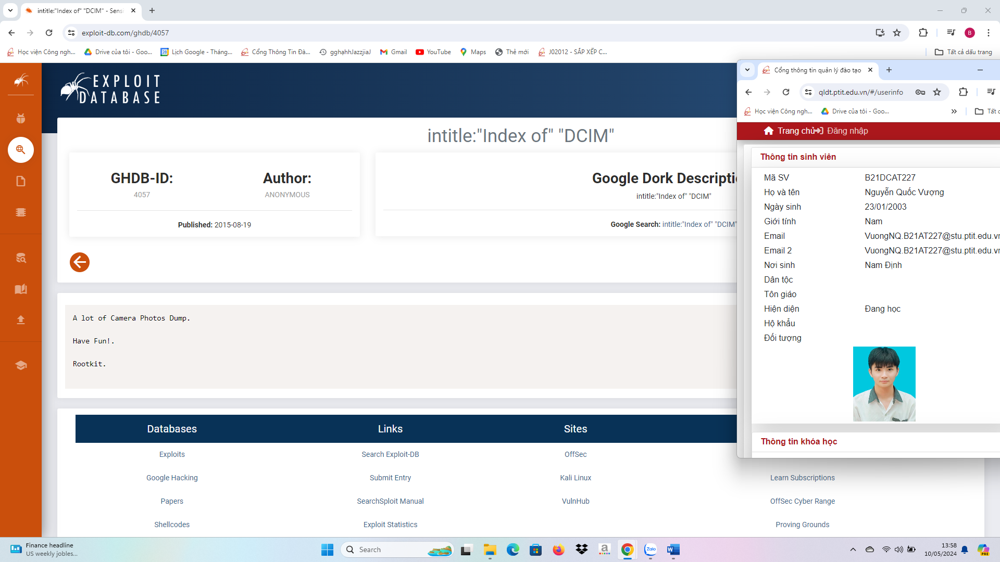 intitle:"Index of" "DCIM" - Sens
exploit-db.com/ghdb/4057
B
Học viện Công ngh...
Drive của tôi - Goo...
28
Lịch Google - Tháng...
Cổng Thông Tin Đà...
gghahhJazzjiaJ
Gmail
YouTube
Maps
Thẻ mới
J02012 - SẮP XẾP C...
Tất cả dấu trang
EXPLOIT
DATABASE
intitle:"Index of" "DCIM"
GHDB-ID:
4057
Author:
ANONYMOUS
Published: 2015-08-19
Google Dork Descriptio
intitle:"Index of" "DCIM"
Google Search: intitle:"Index of" "DCIM"
A lot of Camera Photos Dump.
Have Fun!.
Rootkit.
Databases
Links
Sites
Exploits
Search Exploit-DB
OffSec
Google Hacking
Submit Entry
Kali Linux
Learn Subscriptions
Papers
SearchSploit Manual
VulnHub
OffSec Cyber Range
Shellcodes
Exploit Statistics
Proving Grounds
Cổng thông tin quản lý đào tạo
qldt.ptit.edu.vn/#/userinfo
Học viện Công ngh...
Drive của tôi - Goo...
Tất c
Trang chủ
Đăng nhập
Thông tin sinh viên
Mã SV B21DCAT227
Họ và tên Nguyễn Quốc Vượng
Ngày sinh 23/01/2003
Giới tính Nam
Email VuongNQ.B21AT227@stu.ptit.edu.vn
Email 2 VuongNQ.B21AT227@stu.ptit.edu.vn
Nơi sinh Nam Định
Dân tộc
Tôn giáo
Hiện diện Đang học
Hộ khẩu
Đối tượng
Thông tin khóa học
Finance headline
US weekly jobles...
Search
a
Zalo
W
13:58
10/05/2024
PRE